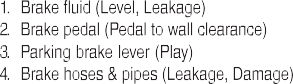 1. Brake fluid (Level, Leakage)
2. Brake pedal (Pedal to wall clearance)
3. Parking brake lever (Play)
4. Brake hoses & pipes (Leakage, Damage)